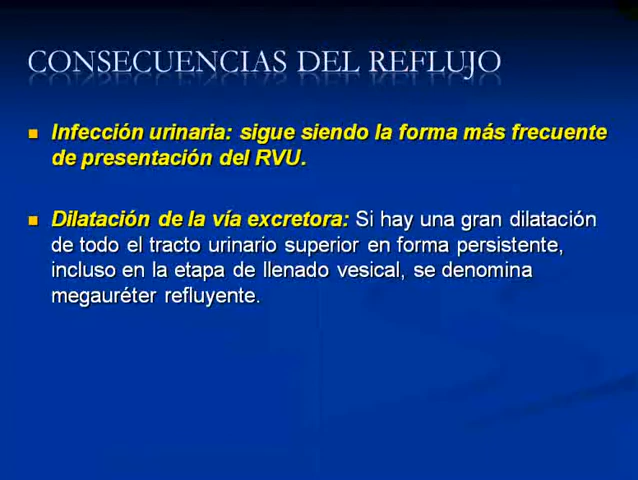 CONSECUENCIAS DEL REFLUJO
Infección urinaria: sigue siendo la forma más frecuente
de presentación del RVU.
Dilatación de la vía excretora: Si hay una gran dilatación
de todo el tracto urinario superior en forma persistente,
incluso en la etapa de llenado vesical, se denomina
megauréter refluyente.